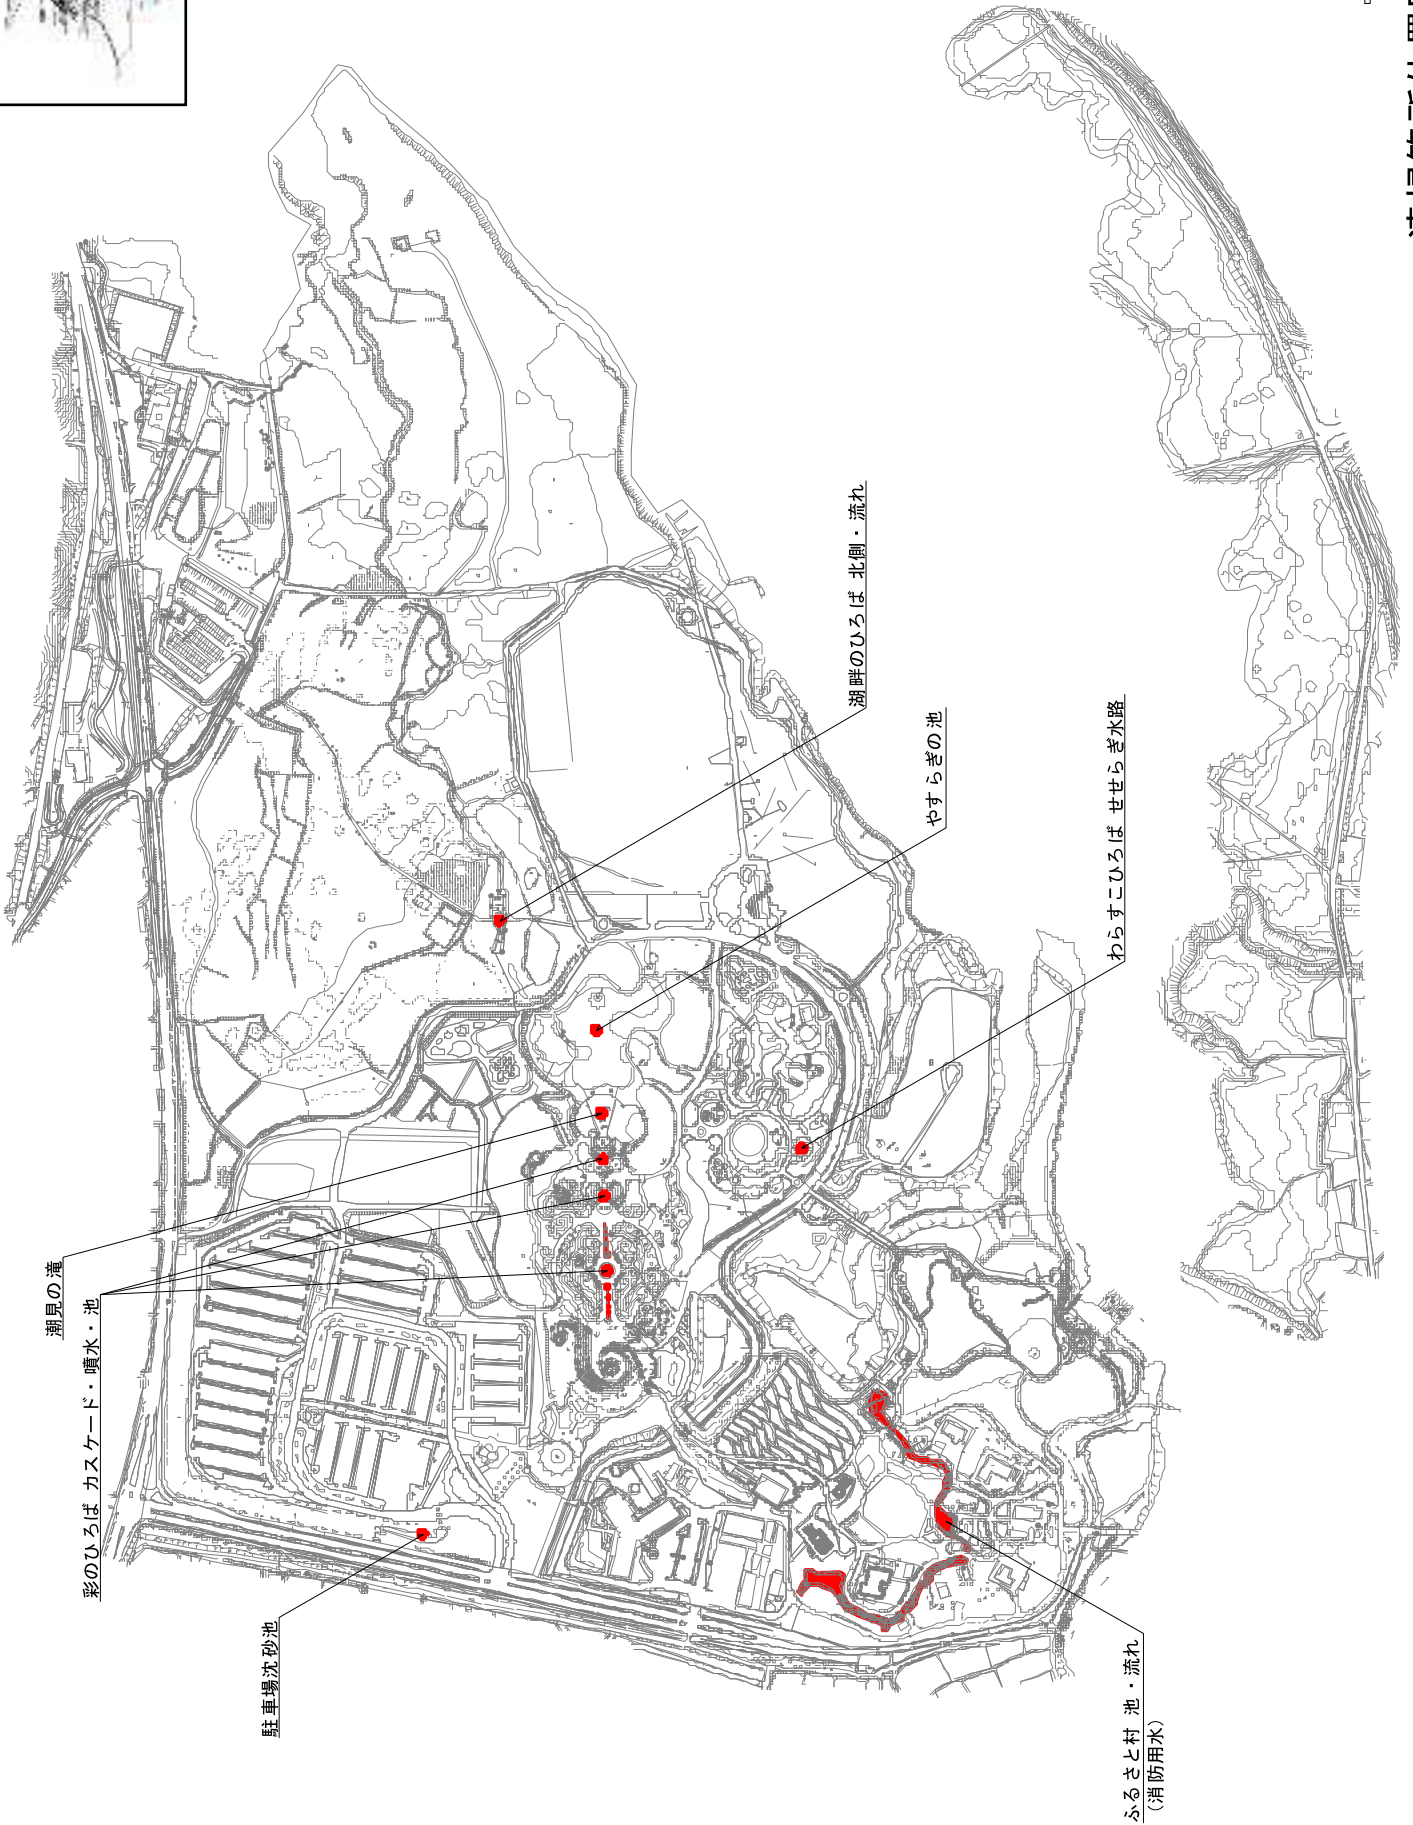 潮見の滝
彩のひろば カスケード・噴水・池
駐車場沈砂池
湖畔のひろば 北側・流れ
やすらぎの池
わらすこひろば せせらぎ水路
ふるさと村 池・流れ
（消防用水）